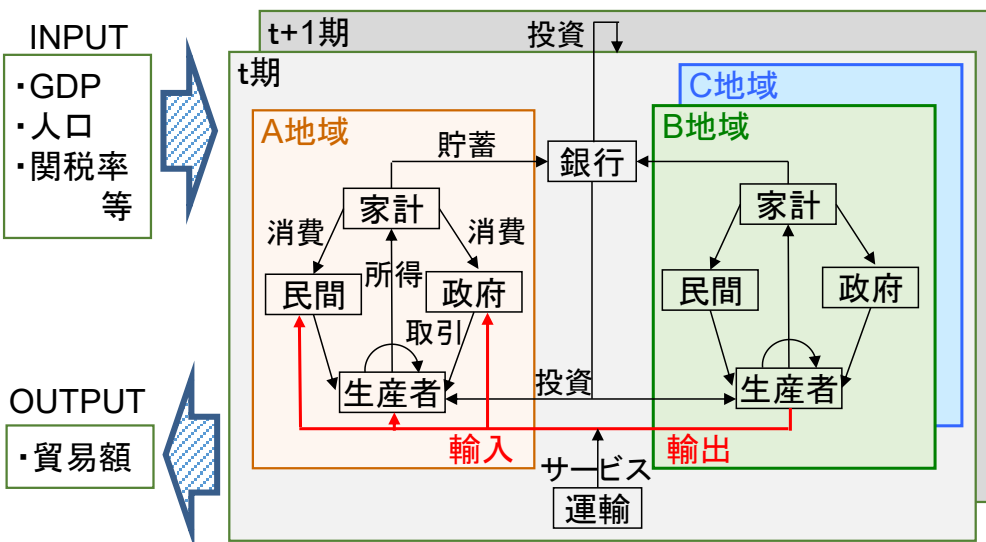 INPUT
・GDP
・人口
・関税率
等
OUTPUT
・貿易額
t+1期
投資
t期
A地域
貯蓄
銀行
家計
消費
消費
民間
所得
政府
取引
生産者
投資
輸入
C地域
B地域
家計
民間
政府
生産者
輸出
サービス
運輸